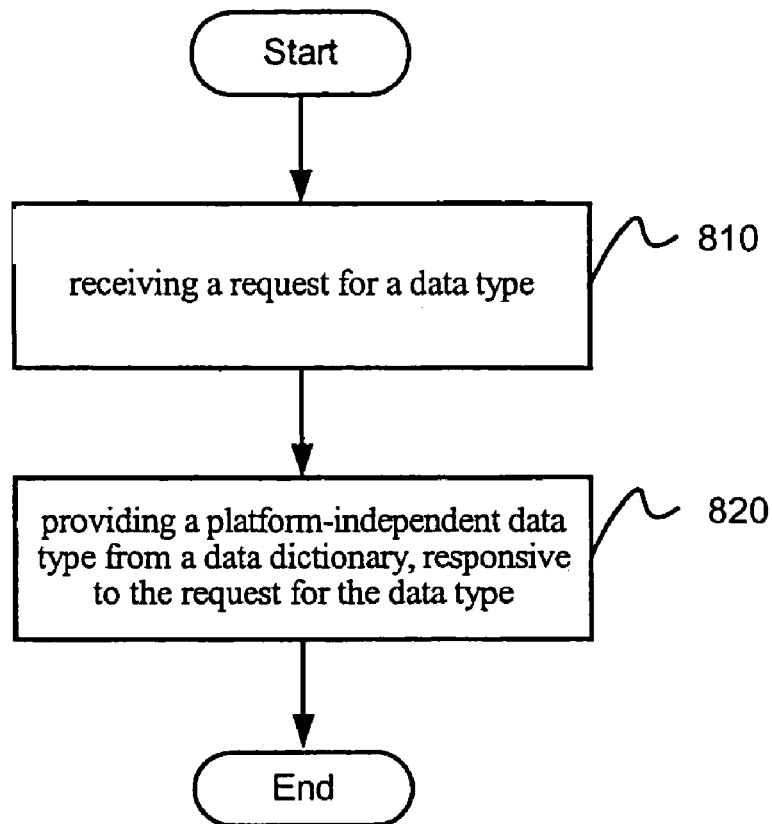 Start
receiving a request for a data type
810
providing a platform-independent data
type from a data dictionary, responsive
to the request for the data type
820
End